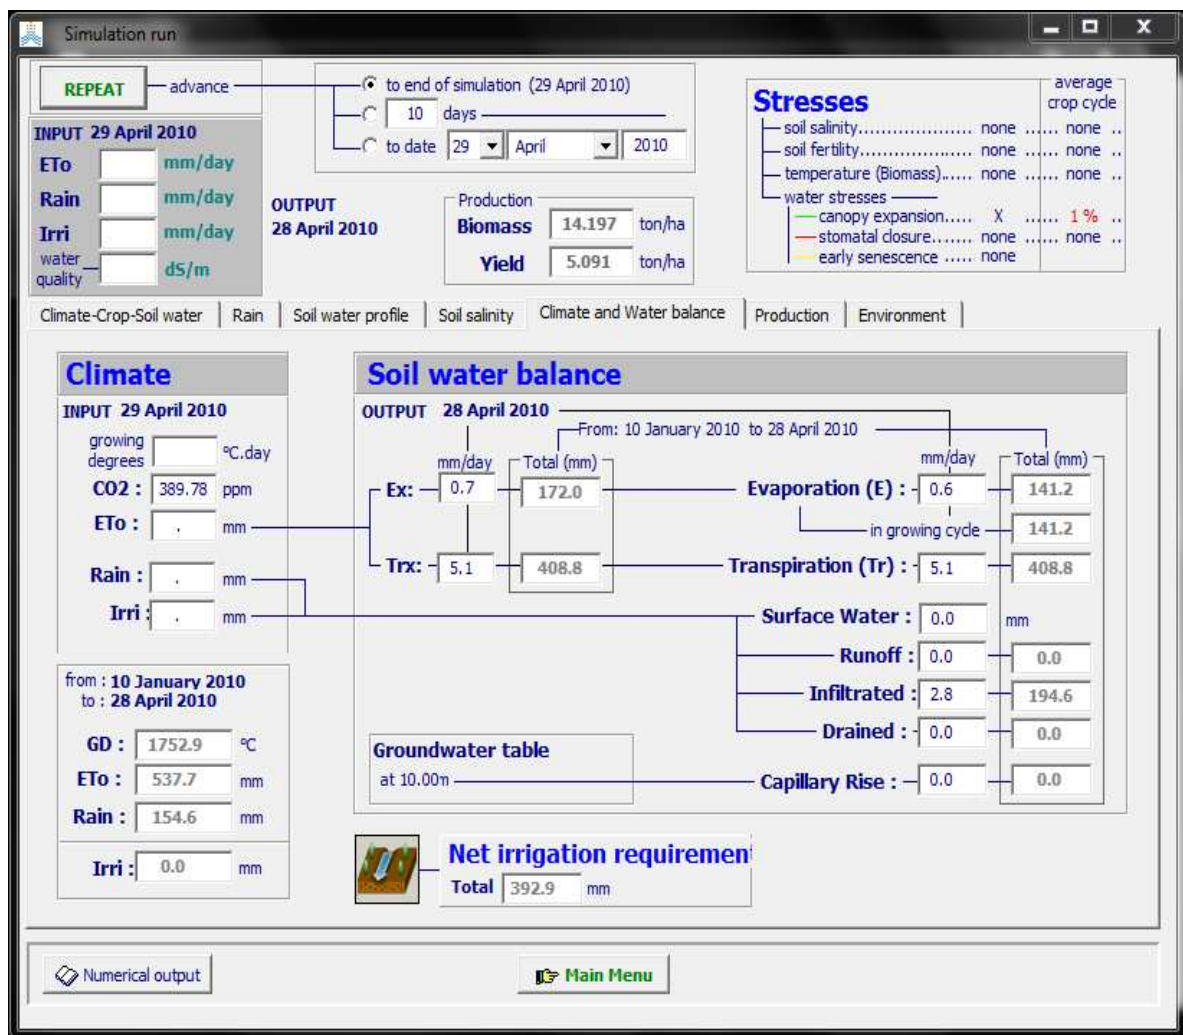 Simulation run
REPEAT
advance
to end of simulation (29 April 2010)
10 days
to date 29 April 2010
INPUT 29 April 2010
ETo mm/day
Rain mm/day
Irri mm/day
water quality dS/m
OUTPUT
28 April 2010
Production
Biomass 14.197 ton/ha
Yield 5.091 ton/ha
average
Stresses crop cycle
soil salinity.................... none ...... none ..
soil fertility.................... none ...... none ..
temperature (Biomass)...... none ...... none ..
water stresses
canopy expansion..... X ...... 1 % ..
stomatal closure....... none ...... none ..
early senescence ..... none
Climate-Crop-Soil water Rain Soil water profile Soil salinity Climate and Water balance Production Environment
Climate
INPUT 29 April 2010
growing
degrees °C.day
CO2 : 389.78 ppm
ETo : . mm
Rain : . mm
Irri : . mm
from : 10 January 2010
to : 28 April 2010
GD : 1752.9 °C
ETo : 537.7 mm
Rain : 154.6 mm
Irri : 0.0 mm
Soil water balance
OUTPUT 28 April 2010
From: 10 January 2010 to 28 April 2010
mm/day Total (mm) mm/day Total (mm)
Ex: 0.7 172.0 Evaporation (E) : 0.6 141.2
in growing cycle 141.2
Trx: 5.1 408.8 Transpiration (Tr) : 5.1 408.8
Surface Water : 0.0 mm
Runoff : 0.0 0.0
Infiltrated : 2.8 194.6
Drained : 0.0 0.0
Groundwater table
at 10.00m Capillary Rise : 0.0 0.0
Net irrigation requiremen
Total 392.9 mm
Numerical output
Main Menu